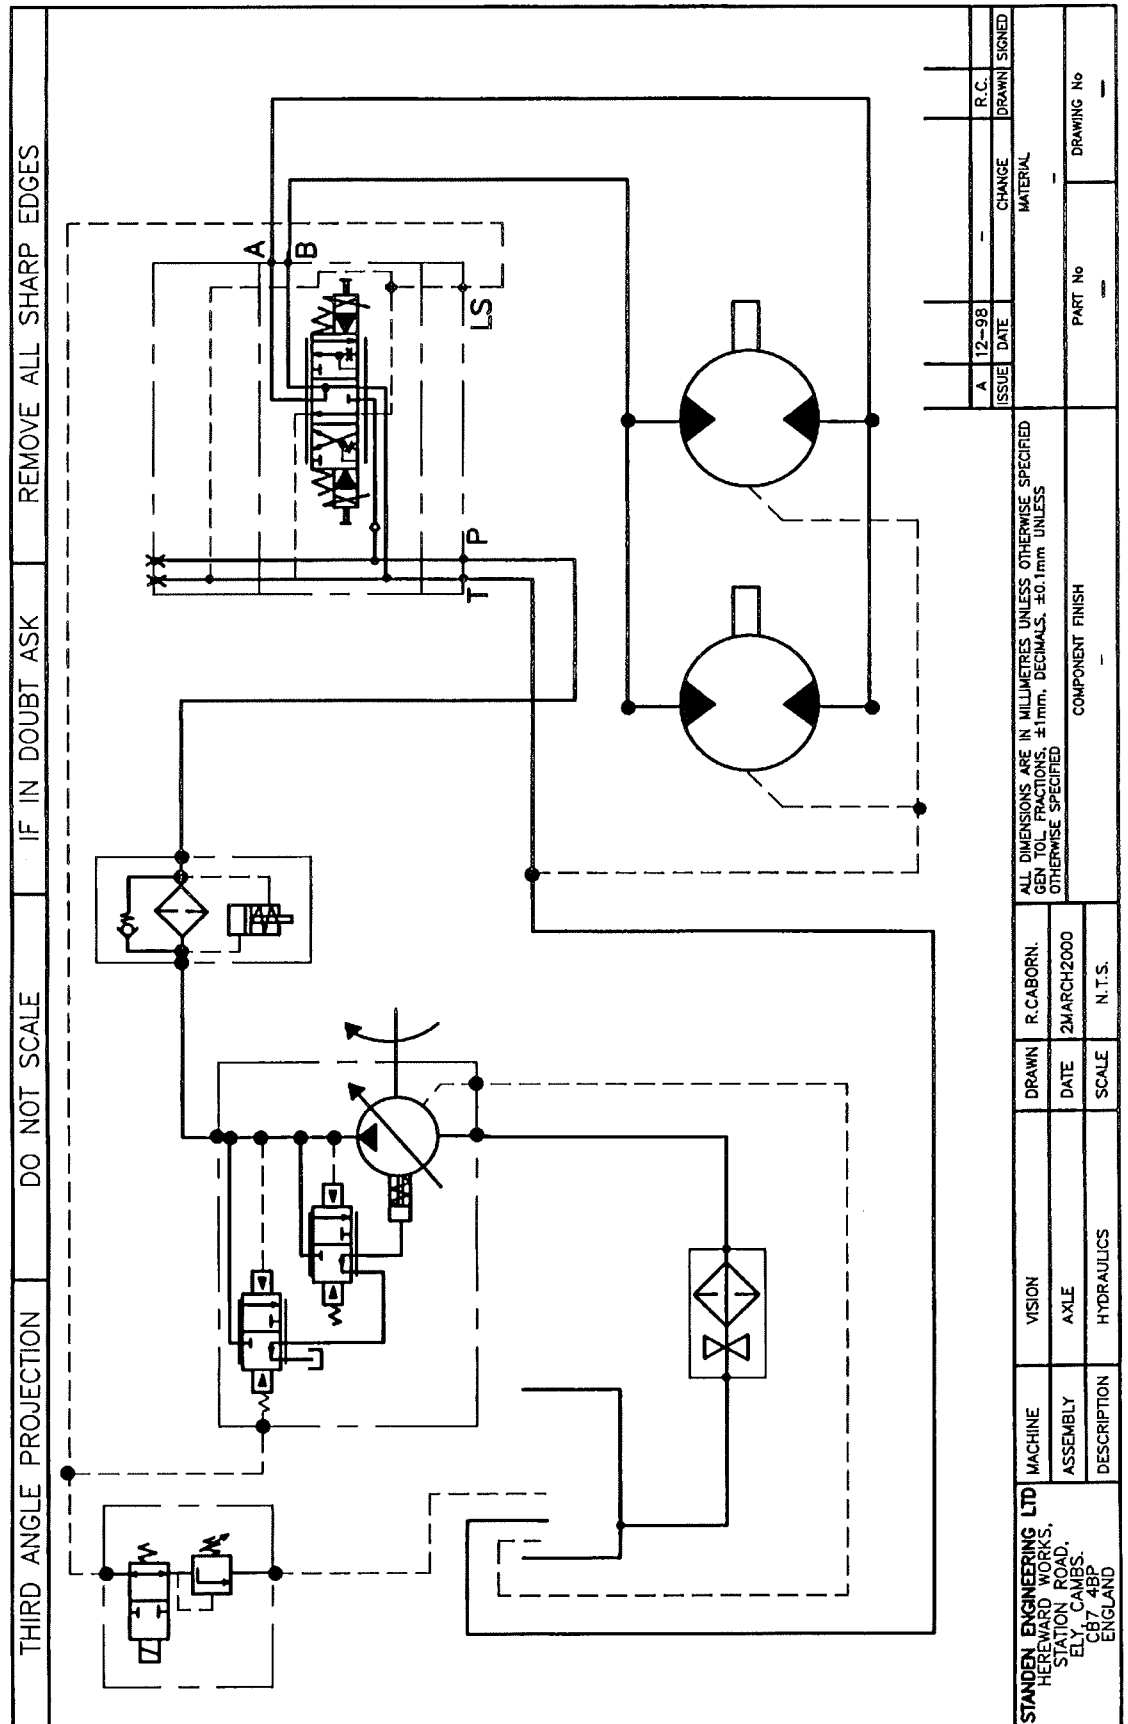 THIRD ANGLE PROJECTION
DO NOT SCALE
IF IN DOUBT ASK
REMOVE ALL SHARP EDGES
A
B
LS
P
T
STANDEN ENGINEERING LTD
HEREWARD WORKS,
STATION ROAD,
ELY, CAMBS.
CB7 4BP
ENGLAND
MACHINE VISION
ASSEMBLY AXLE
DESCRIPTION HYDRAULICS
DRAWN R.CABORN.
DATE 2MARCH2000
SCALE N.T.S.
ALL DIMENSIONS ARE IN MILLIMETRES UNLESS OTHERWISE SPECIFIED
GEN TOL. FRACTIONS, ±1mm, DECIMALS, ±0.1mm UNLESS
OTHERWISE SPECIFIED
COMPONENT FINISH
–
A 12-98 – R.C.
ISSUE DATE CHANGE DRAWN SIGNED
MATERIAL
–
PART No
–
DRAWING No
–